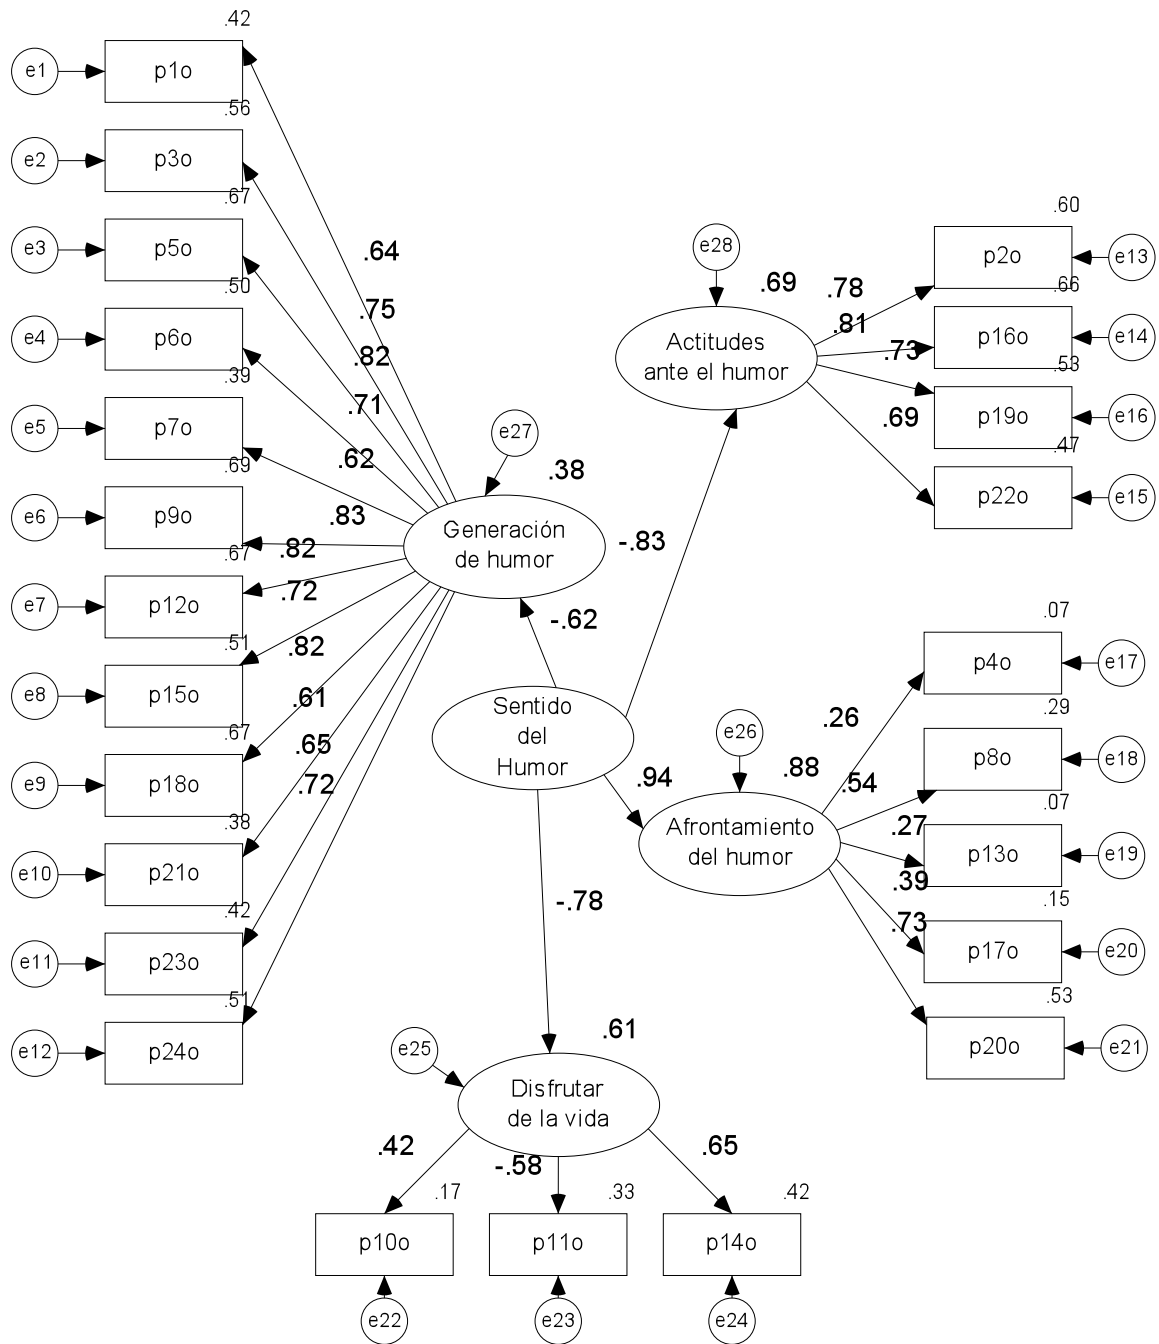 .42
e1
p1o
.56
e2
p3o
.67
e3
p5o
.50
e4
p6o
.39
e5
p7o
.69
e6
p9o
.67
e7
p12o
.51
e8
p15o
.67
e9
p18o
.38
e10
p21o
.42
e11
p23o
.51
e12
p24o
.64
.75
.82
.71
.62
.83
.82
.72
.82
.61
.65
.72
e27
.38
Generación
de humor
-.62
Sentido
del
Humor
-.83
.94
-.78
e28
.69
Actitudes
ante el humor
.78
.81
.73
.69
.60
p2o
e13
.66
p16o
e14
.53
p19o
e16
.47
p22o
e15
e26
.88
Afrontamiento
del humor
.26
.54
.27
.39
.73
.07
p4o
e17
.29
p8o
e18
.07
p13o
e19
.15
p17o
e20
.53
p20o
e21
e25
.61
Disfrutar
de la vida
.42
-.58
.65
.17
.33
.42
p10o
p11o
p14o
e22
e23
e24